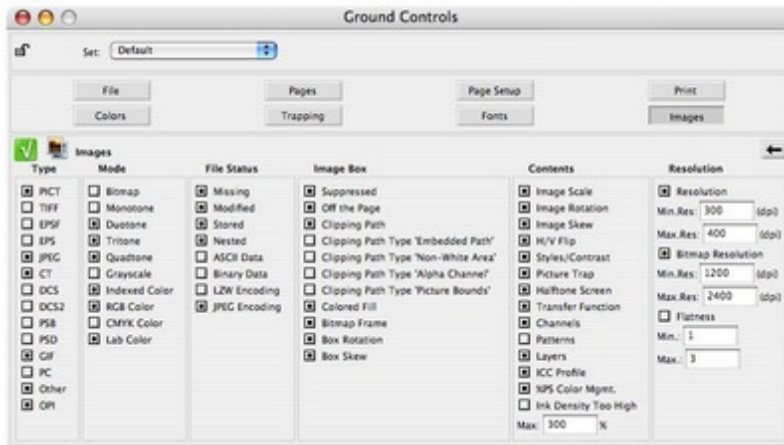 Ground Controls
Set: Default
File
Pages
Page Setup
Print
Colors
Trapping
Fonts
Images
Images
Type
PICT
TIFF
EPSF
EPS
JPEG
CT
DCS
DCS2
PSB
PSD
GIF
PC
Other
OPI
Mode
Bitmap
Monotone
Duotone
Tritone
Quadtone
Grayscale
Indexed Color
RGB Color
CMYK Color
Lab Color
File Status
Missing
Modified
Stored
Nested
ASCII Data
Binary Data
LZW Encoding
JPEG Encoding
Image Box
Suppressed
Off the Page
Clipping Path
Clipping Path Type 'Embedded Path'
Clipping Path Type 'Non-White Area'
Clipping Path Type 'Alpha Channel'
Clipping Path Type 'Picture Bounds'
Colored Fill
Bitmap Frame
Box Rotation
Box Skew
Contents
Image Scale
Image Rotation
Image Skew
H/V Flip
Styles/Contrast
Picture Trap
Halftone Screen
Transfer Function
Channels
Patterns
Layers
ICC Profile
NPS Color Mgmt.
Ink Density Too High
Max: 300 %
Resolution
Resolution
Min.Res: 300 (dpi)
Max.Res: 400 (dpi)
Bitmap Resolution
Min.Res: 1200 (dpi)
Max.Res: 2400 (dpi)
Flatness
Min.: 1
Max.: 3